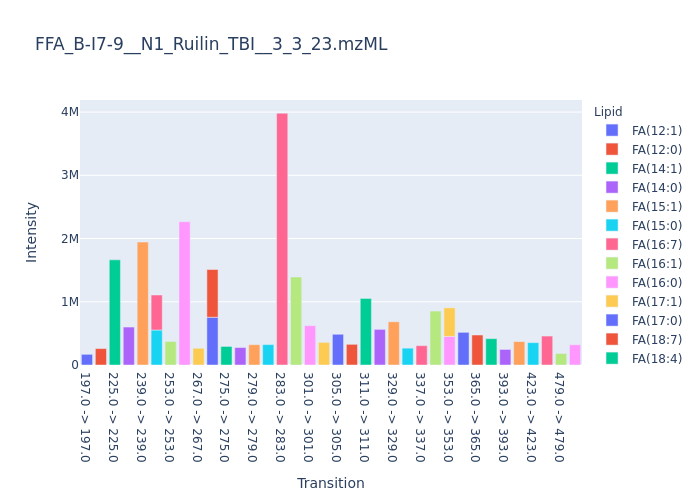 FFA_B-I7-9__N1_Ruilin_TBI__3_3_23.mzML
Lipid
FA(12:1)
FA(12:0)
FA(14:1)
FA(14:0)
FA(15:1)
FA(15:0)
FA(16:7)
FA(16:1)
FA(16:0)
FA(17:1)
FA(17:0)
FA(18:7)
FA(18:4)
4M
3M
2M
1M
0
Intensity
197.0 -> 197.0
225.0 -> 225.0
239.0 -> 239.0
253.0 -> 253.0
267.0 -> 267.0
275.0 -> 275.0
279.0 -> 279.0
283.0 -> 283.0
301.0 -> 301.0
305.0 -> 305.0
311.0 -> 311.0
329.0 -> 329.0
337.0 -> 337.0
353.0 -> 353.0
365.0 -> 365.0
393.0 -> 393.0
423.0 -> 423.0
479.0 -> 479.0
Transition